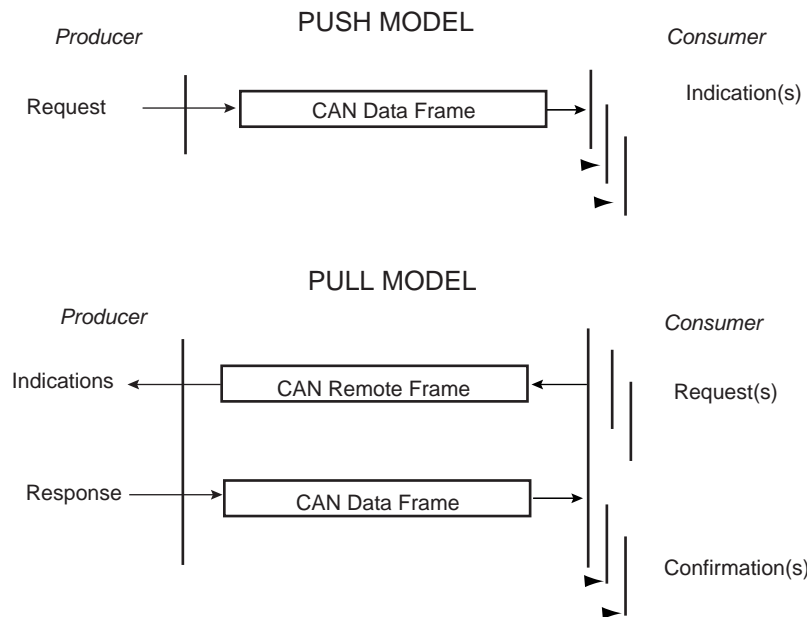 PUSH MODEL
Producer
Consumer
Request
CAN Data Frame
Indication(s)
PULL MODEL
Producer
Consumer
Indications
CAN Remote Frame
Request(s)
Response
CAN Data Frame
Confirmation(s)